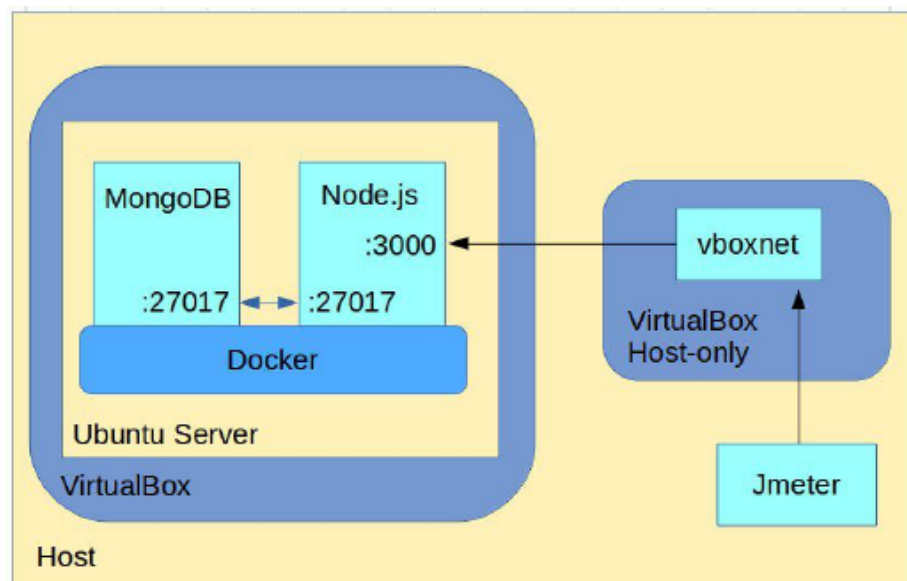 MongoDB
Node.js
:3000
:27017
:27017
Docker
Ubuntu Server
VirtualBox
Host
vboxnet
VirtualBox
Host-only
Jmeter